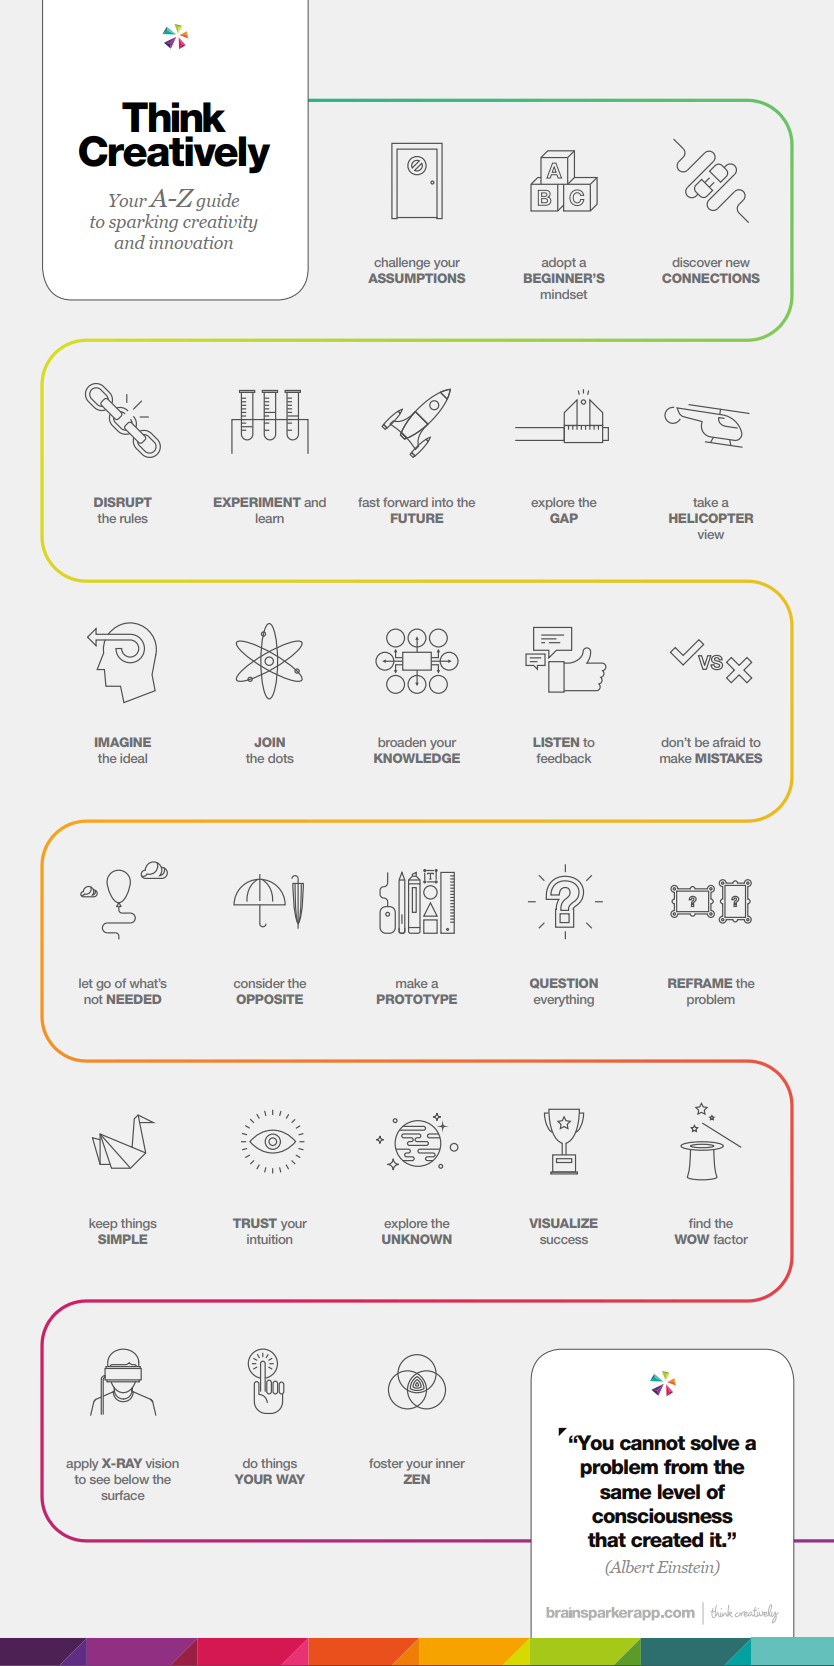 Think
Creatively
Your A-Z guide
to sparking creativity
and innovation
challenge your
ASSUMPTIONS
A
B C
adopt a
BEGINNER'S
mindset
discover new
CONNECTIONS
DISRUPT
the rules
EXPERIMENT and
learn
fast forward into the
FUTURE
explore the
GAP
take a
HELICOPTER
view
IMAGINE
the ideal
JOIN
the dots
broaden your
KNOWLEDGE
LISTEN to
feedback
VS
don't be afraid to
make MISTAKES
let go of what's
not NEEDED
consider the
OPPOSITE
T
make a
PROTOTYPE
?
QUESTION
everything
? ?
REFRAME the
problem
keep things
SIMPLE
TRUST your
intuition
explore the
UNKNOWN
VISUALIZE
success
find the
WOW factor
apply X-RAY vision
to see below the
surface
do things
YOUR WAY
foster your inner
ZEN
“You cannot solve a
problem from the
same level of
consciousness
that created it.”
(Albert Einstein)
brainsparkerapp.com | think creatively